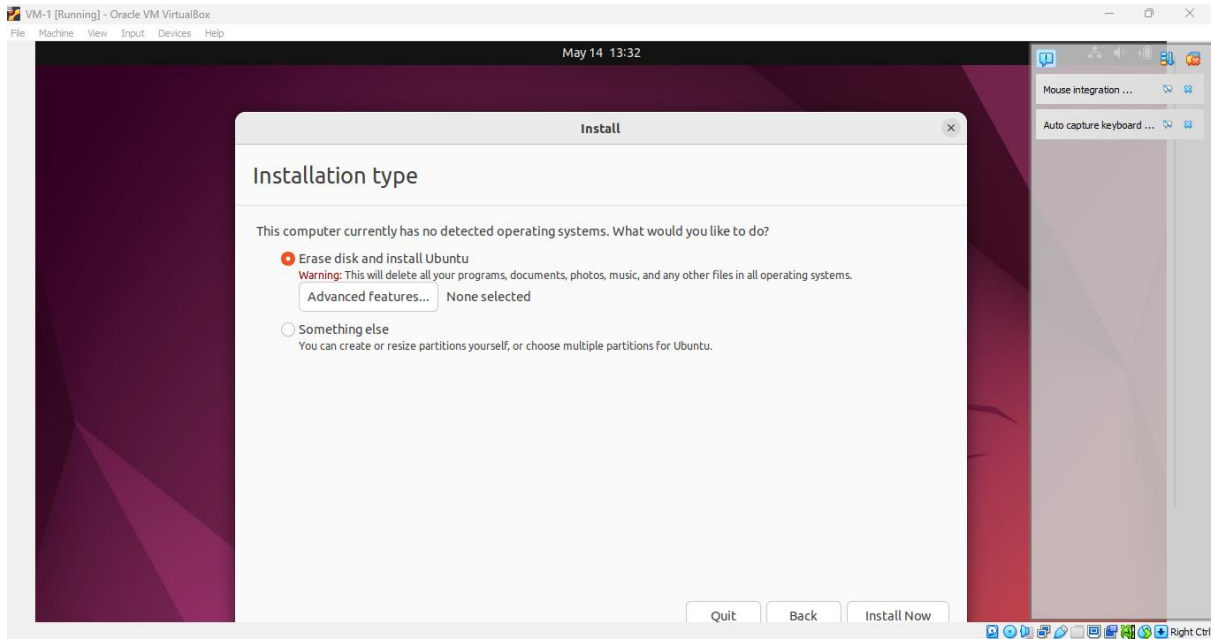 VM-1 [Running] - Oracle VM VirtualBox
File Machine View Input Devices Help
May 14 13:32
Mouse integration ...
Auto capture keyboard ...
Install
Installation type
This computer currently has no detected operating systems. What would you like to do?
Erase disk and install Ubuntu
Warning: This will delete all your programs, documents, photos, music, and any other files in all operating systems.
Advanced features... None selected
Something else
You can create or resize partitions yourself, or choose multiple partitions for Ubuntu.
Quit Back Install Now
Right Ctrl